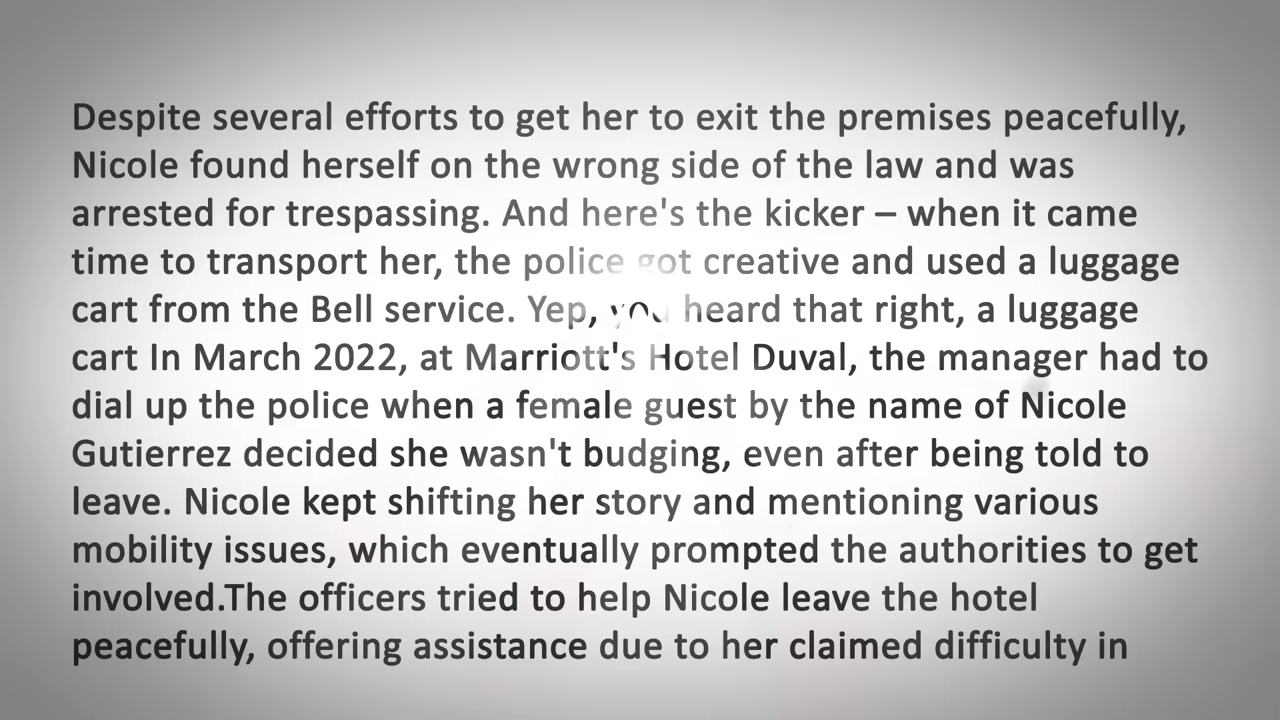 Despite several efforts to get her to exit the premises peacefully,
Nicole found herself on the wrong side of the law and was
arrested for trespassing. And here's the kicker – when it came
time to transport her, the police got creative and used a luggage
cart from the Bell service. Yep, you heard that right, a luggage
cart In March 2022, at Marriott's Hotel Duval, the manager had to
dial up the police when a female guest by the name of Nicole
Gutierrez decided she wasn't budging, even after being told to
leave. Nicole kept shifting her story and mentioning various
mobility issues, which eventually prompted the authorities to get
involved.The officers tried to help Nicole leave the hotel
peacefully, offering assistance due to her claimed difficulty in